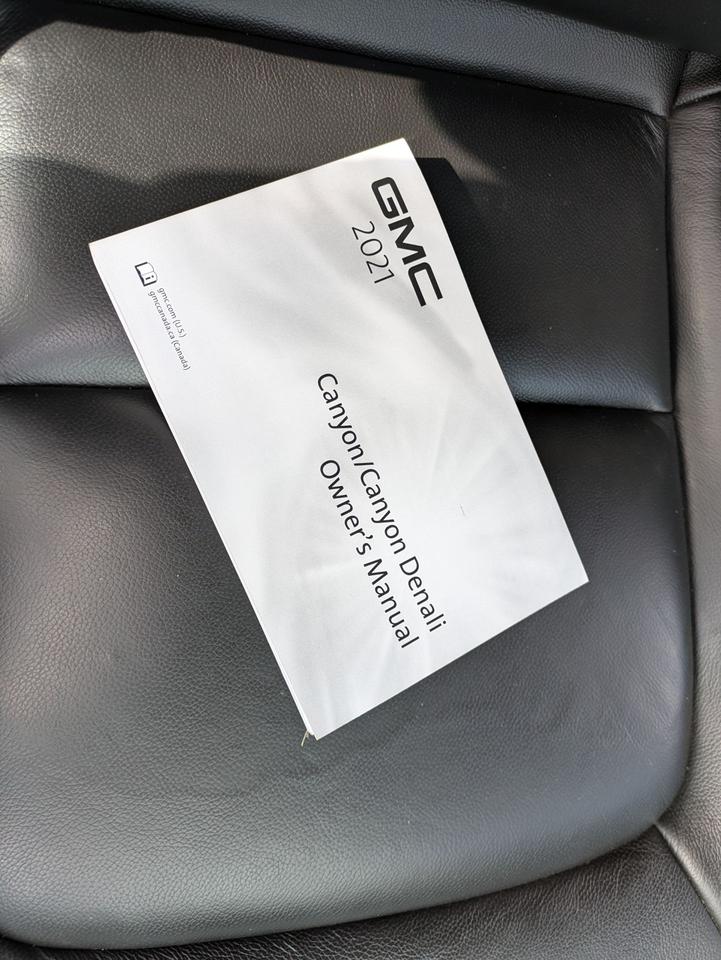 GMC
2021
Canyon/Canyon Denali
Owner's Manual
gmc.com (U.S.)
gmccanada.ca (Canada)